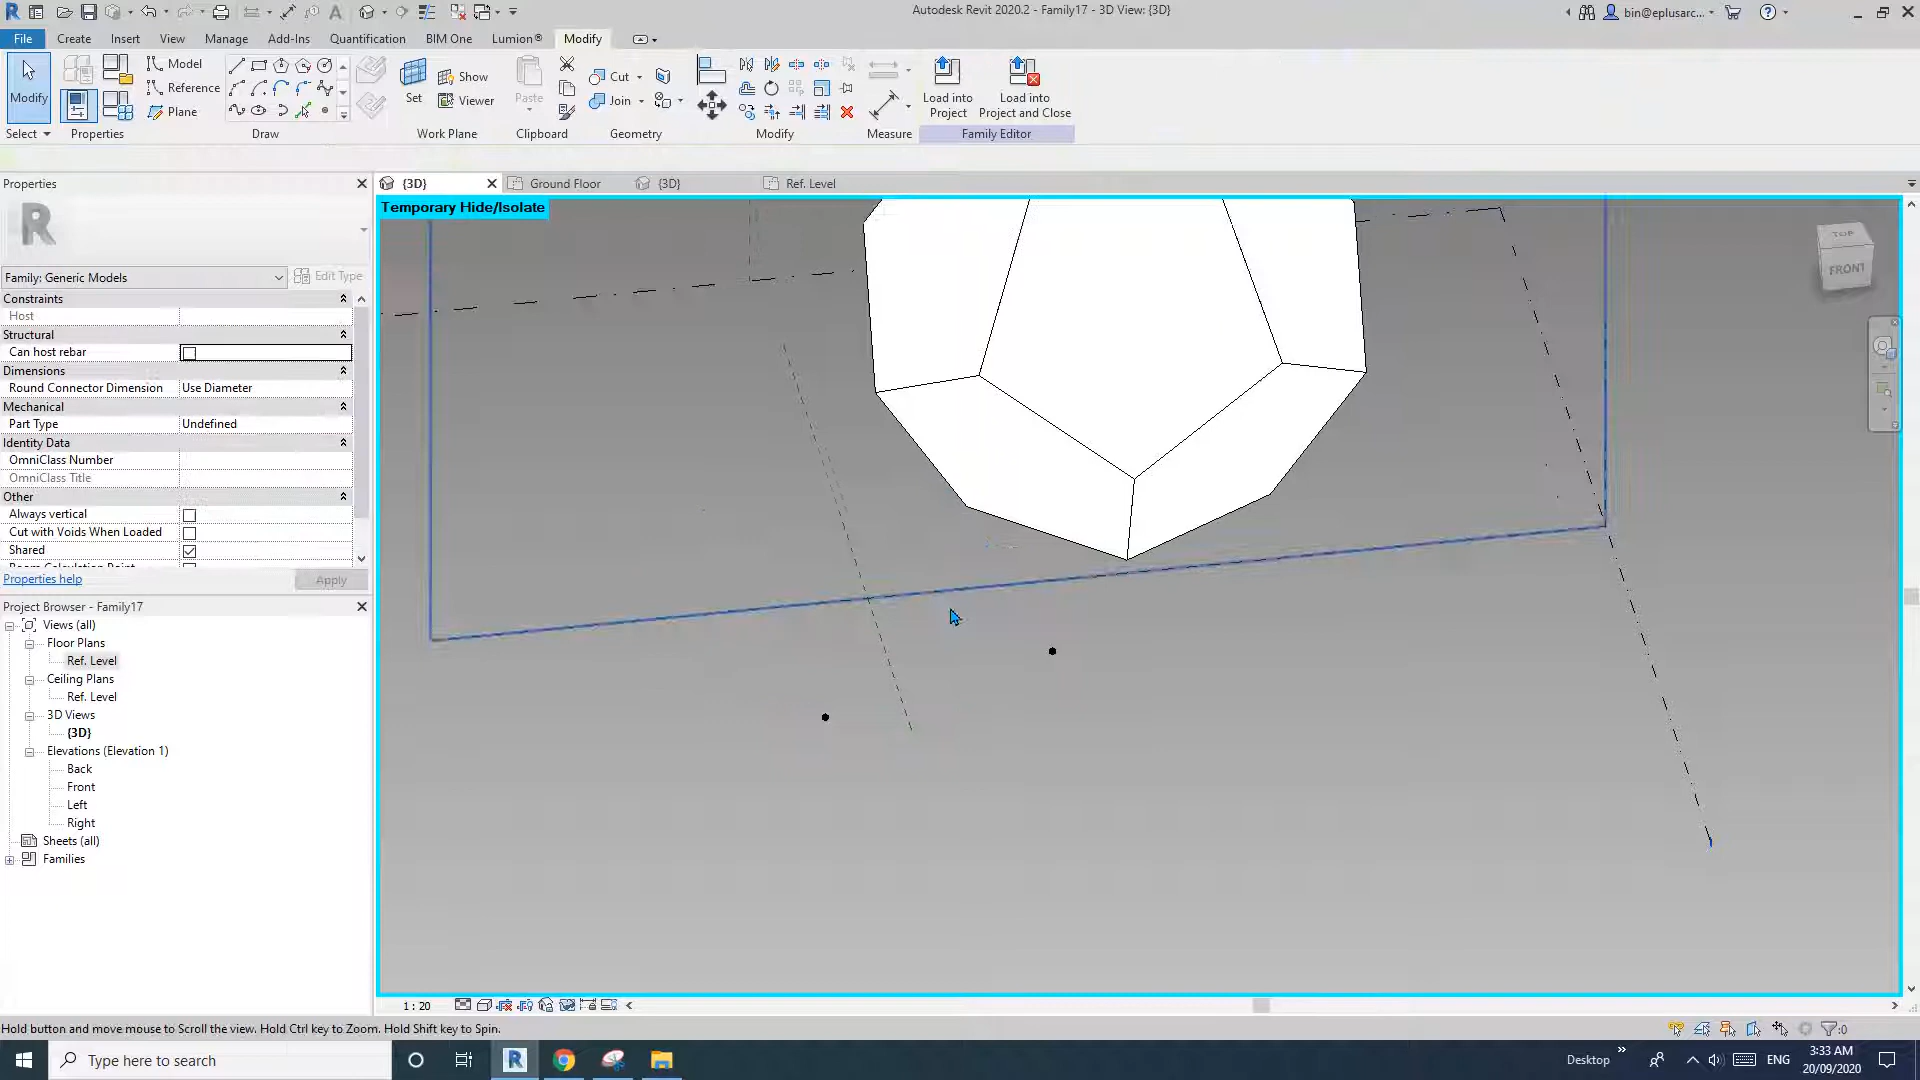 Autodesk Revit 2020.2 - Family17 - 3D View: {3D}
bin@eplusarc...
File Create Insert View Manage Add-Ins Quantification BIM One Lumion® Modify
Modify
Model
Reference
Plane
Set
Show
Viewer
Paste
Cut
Join
Load into
Project
Load into
Project and Close
Select Properties Draw Work Plane Clipboard Geometry Modify Measure Family Editor
Properties
{3D}
Ground Floor
{3D}
Ref. Level
Temporary Hide/Isolate
TOP
FRONT
Family: Generic Models
Edit Type
Constraints
Host
Structural
Can host rebar
Dimensions
Round Connector Dimension Use Diameter
Mechanical
Part Type Undefined
Identity Data
OmniClass Number
OmniClass Title
Other
Always vertical
Cut with Voids When Loaded
Shared
Properties help
Apply
Project Browser - Family17
Views (all)
Floor Plans
Ref. Level
Ceiling Plans
Ref. Level
3D Views
{3D}
Elevations (Elevation 1)
Back
Front
Left
Right
Sheets (all)
Families
1 : 20
Hold button and move mouse to Scroll the view. Hold Ctrl key to Zoom. Hold Shift key to Spin.
:0
Type here to search
Desktop
ENG
3:33 AM
20/09/2020